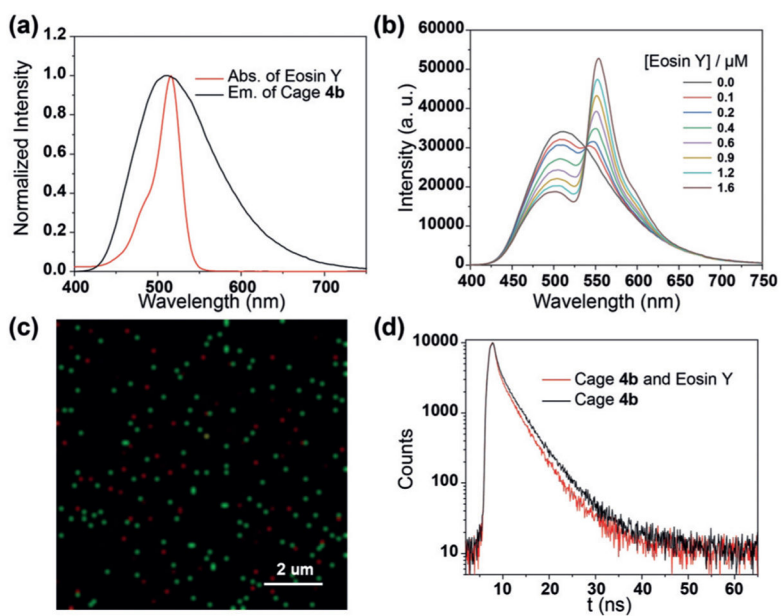 (a)
Normalized Intensity
1.2
1.0
0.8
0.6
0.4
0.2
0.0
Abs. of Eosin Y
Em. of Cage 4b
400 500 600 700
Wavelength (nm)
(b)
Intensity (a. u.)
60000
50000
40000
30000
20000
10000
0
[Eosin Y] / μM
0.0
0.1
0.2
0.4
0.6
0.9
1.2
1.6
400 450 500 550 600 650 700 750
Wavelength (nm)
(c)
2 um
(d)
Counts
10000
1000
100
10
Cage 4b and Eosin Y
Cage 4b
10 20 30 40 50 60
t (ns)